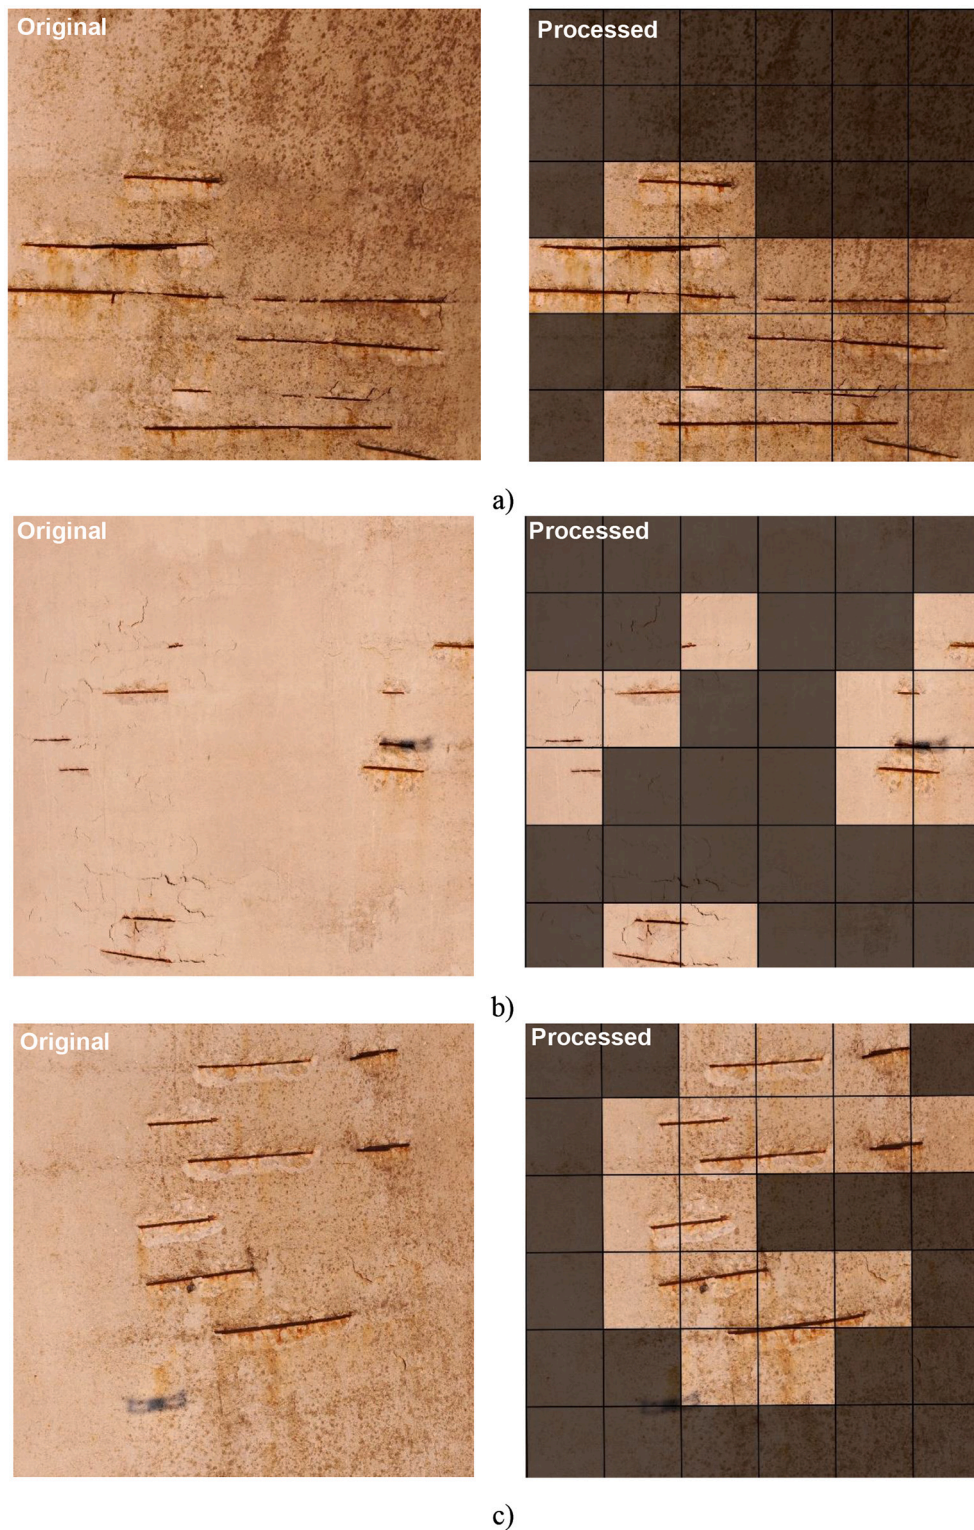 Original
Processed
a)
Original
Processed
b)
Original
Processed
c)